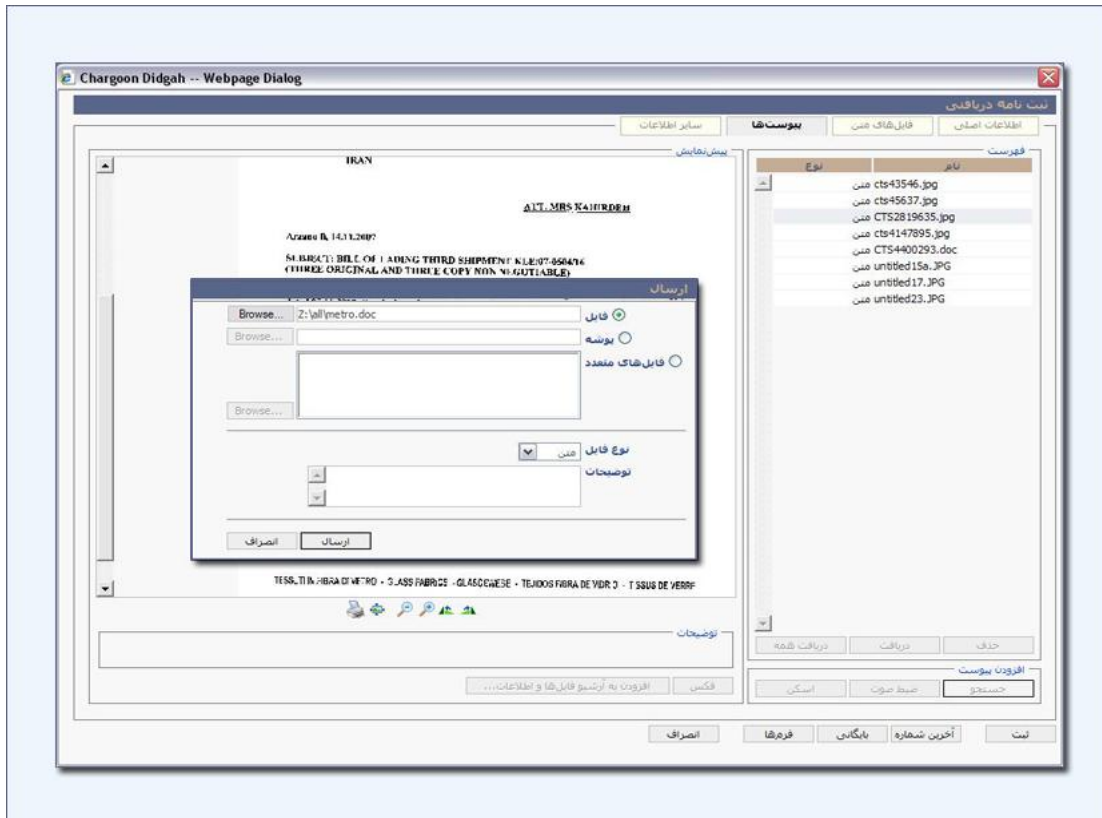 Chargoon Didgah -- Webpage Dialog
ثبت نامه دریافتی
اطلاعات اصلی
فایل‌های متنی
پیوست‌ها
سایر اطلاعات
فهرست
نام
نوع
cts43546.jpg متن
cts45637.jpg متن
CTS2819635.jpg متن
cts4147895.jpg متن
CTS4400293.doc متن
untitled15a.JPG متن
untitled17.JPG متن
untitled23.JPG متن
حذف
دریافت
دریافت همه
افزودن پیوست
جستجو
ضبط صوت
اسکن
پیش‌نمایش
IRAN
ATT. MRS
14.11.2007
SUBJECT: BILL OF LADING THIRD SHIPMENT
(THREE ORIGINAL AND THREE COPY NON NEGOTIABLE)
ارسال
فایل
Z:\all\metro.doc
Browse...
پوشه
Browse...
فایل‌های متعدد
Browse...
نوع فایل
متن
توضیحات
ارسال
انصراف
GLASS FABRICS - GLASGEWEBE - TEJIDOS FIBRA DE VIDRIO - TISSUS DE VERRE
توضیحات
فکس
افزودن به آرشیو فایل‌ها و اطلاعات...
ثبت
آخرین شماره
بایگانی
فرم‌ها
انصراف